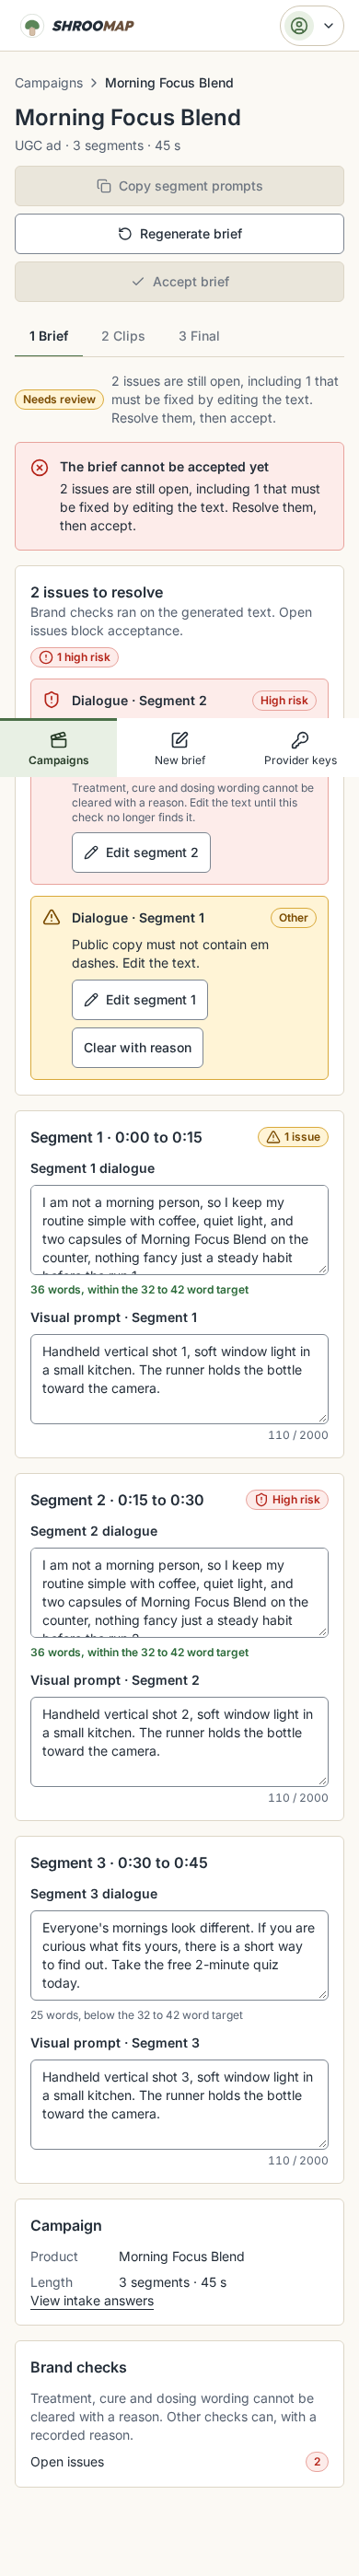 SHROOMAP
Campaigns > Morning Focus Blend
Morning Focus Blend
UGC ad · 3 segments · 45 s
Copy segment prompts
Regenerate brief
Accept brief
1 Brief
2 Clips
3 Final
Needs review
2 issues are still open, including 1 that
must be fixed by editing the text.
Resolve them, then accept.
The brief cannot be accepted yet
2 issues are still open, including 1 that
must be fixed by editing the text. Resolve them,
then accept.
2 issues to resolve
Brand checks ran on the generated text. Open
issues block acceptance.
1 high risk
Dialogue · Segment 2
High risk
Campaigns
New brief
Provider keys
Treatment, cure and dosing wording cannot be
cleared with a reason. Edit the text until this
check no longer finds it.
Edit segment 2
Dialogue · Segment 1
Other
Public copy must not contain em
dashes. Edit the text.
Edit segment 1
Clear with reason
Segment 1 · 0:00 to 0:15
1 issue
Segment 1 dialogue
I am not a morning person, so I keep my
routine simple with coffee, quiet light, and
two capsules of Morning Focus Blend on the
counter, nothing fancy just a steady habit
before the run 1
36 words, within the 32 to 42 word target
Visual prompt · Segment 1
Handheld vertical shot 1, soft window light in
a small kitchen. The runner holds the bottle
toward the camera.
110 / 2000
Segment 2 · 0:15 to 0:30
High risk
Segment 2 dialogue
I am not a morning person, so I keep my
routine simple with coffee, quiet light, and
two capsules of Morning Focus Blend on the
counter, nothing fancy just a steady habit
before the run 2
36 words, within the 32 to 42 word target
Visual prompt · Segment 2
Handheld vertical shot 2, soft window light in
a small kitchen. The runner holds the bottle
toward the camera.
110 / 2000
Segment 3 · 0:30 to 0:45
Segment 3 dialogue
Everyone's mornings look different. If you are
curious what fits yours, there is a short way
to find out. Take the free 2-minute quiz
today.
25 words, below the 32 to 42 word target
Visual prompt · Segment 3
Handheld vertical shot 3, soft window light in
a small kitchen. The runner holds the bottle
toward the camera.
110 / 2000
Campaign
Product Morning Focus Blend
Length 3 segments · 45 s
View intake answers
Brand checks
Treatment, cure and dosing wording cannot be
cleared with a reason. Other checks can, with a
recorded reason.
Open issues 2